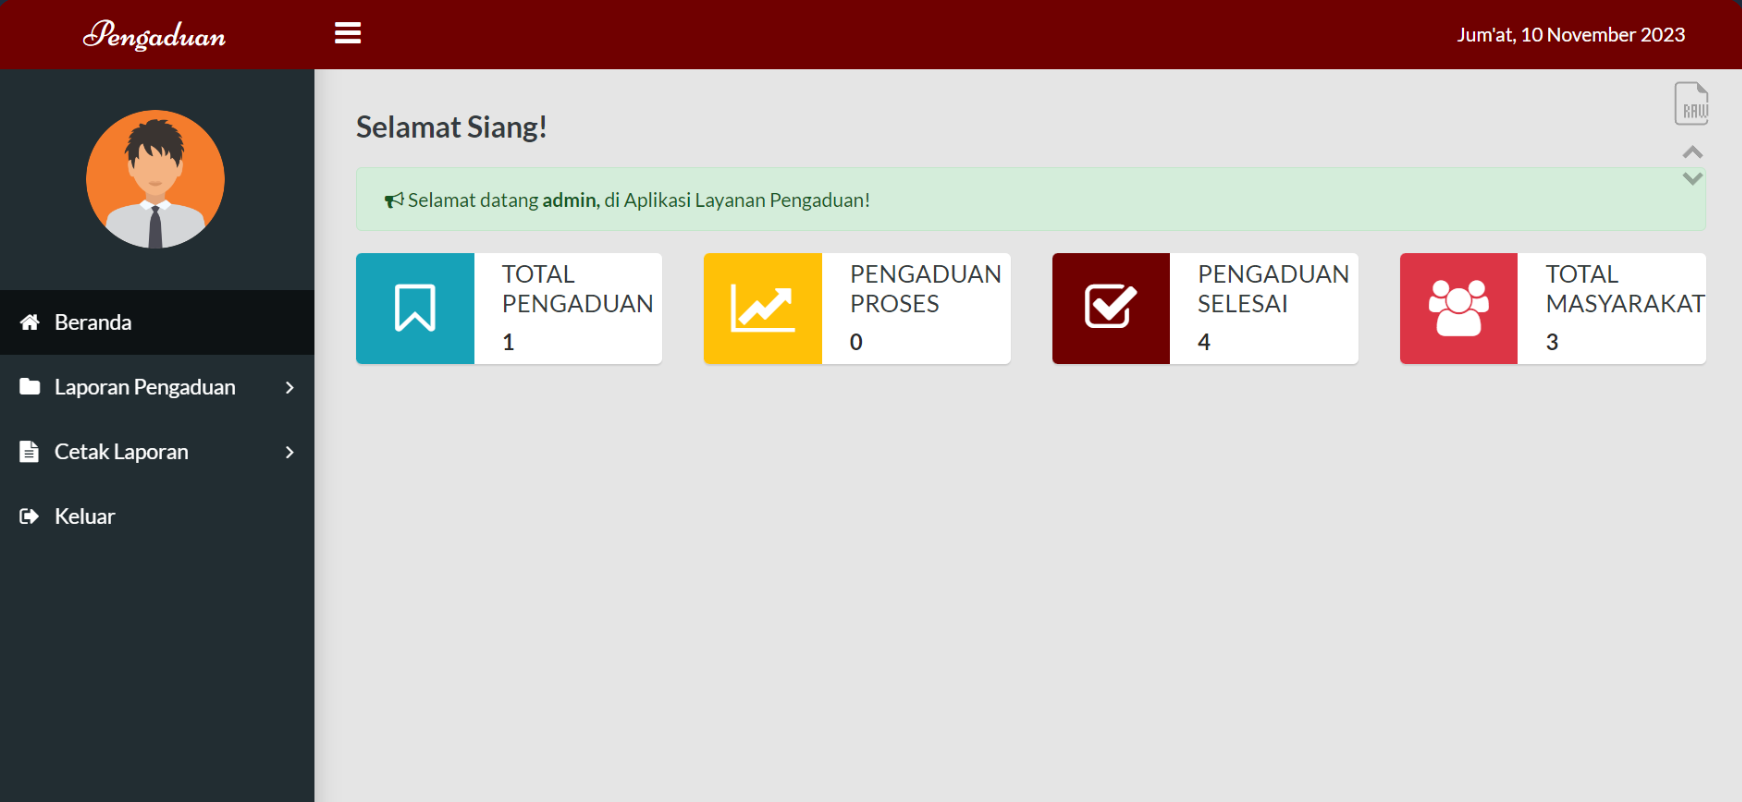 Pengaduan
Jum'at, 10 November 2023
RAW
Selamat Siang!
Selamat datang admin, di Aplikasi Layanan Pengaduan!
TOTAL
PENGADUAN
1
PENGADUAN
PROSES
0
PENGADUAN
SELESAI
4
TOTAL
MASYARAKAT
3
Beranda
Laporan Pengaduan
Cetak Laporan
Keluar